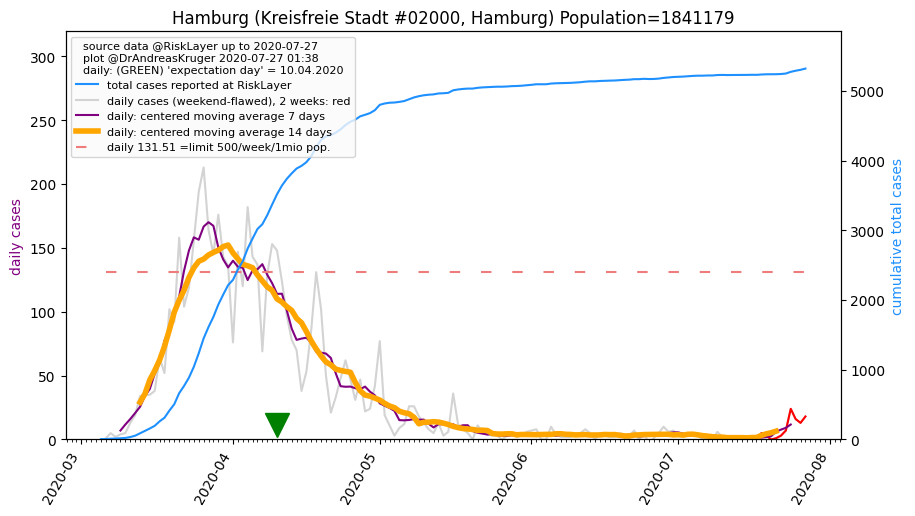 Hamburg (Kreisfreie Stadt #02000, Hamburg) Population=1841179
source data @RiskLayer up to 2020-07-27
plot @DrAndreasKruger 2020-07-27 01:38
daily: (GREEN) 'expectation day' = 10.04.2020
total cases reported at RiskLayer
daily cases (weekend-flawed), 2 weeks: red
daily: centered moving average 7 days
daily: centered moving average 14 days
daily 131.51 =limit 500/week/1mio pop.
300
250
200
150
100
50
0
daily cases
5000
4000
3000
2000
1000
0
cumulative total cases
2020-03
2020-04
2020-05
2020-06
2020-07
2020-08